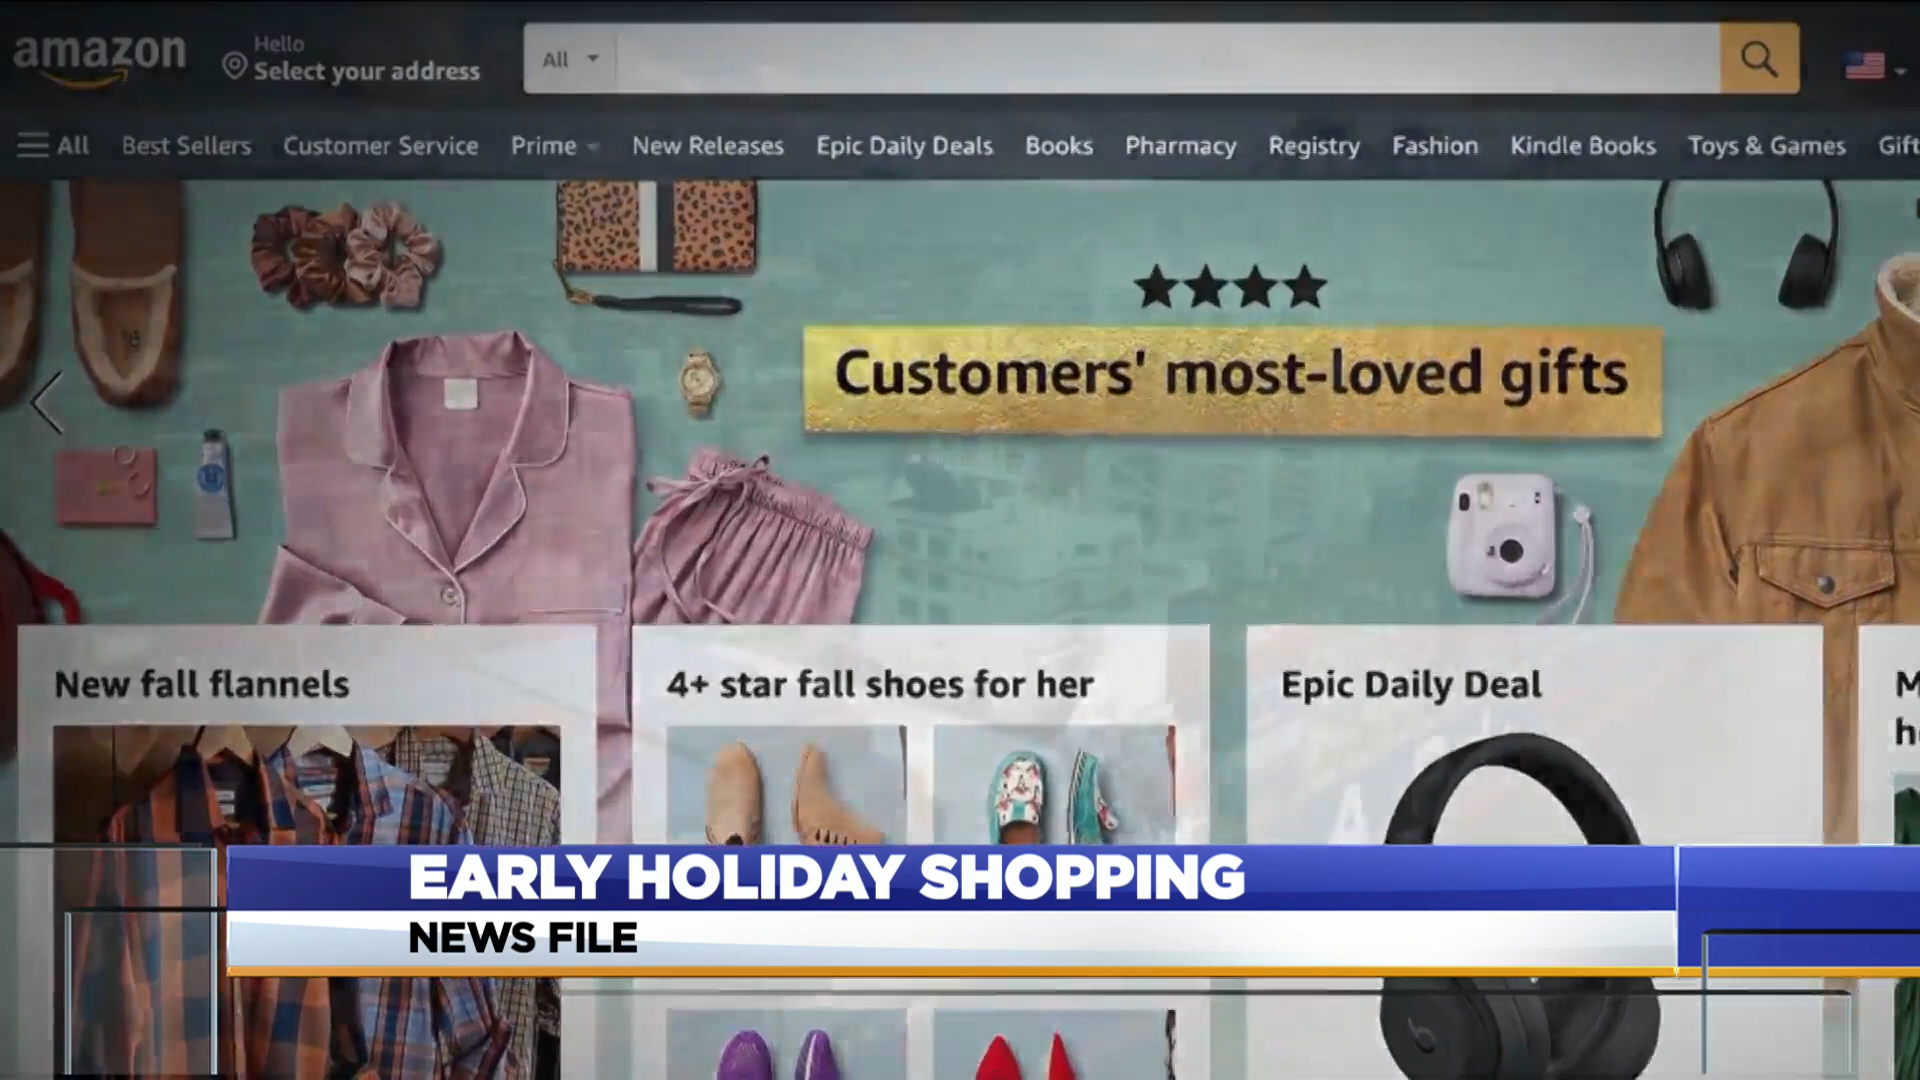 amazon
Hello
Select your address
All
All Best Sellers Customer Service Prime New Releases Epic Daily Deals Books Pharmacy Registry Fashion Kindle Books Toys & Games Gift
Customers' most-loved gifts
New fall flannels
4+ star fall shoes for her
Epic Daily Deal
EARLY HOLIDAY SHOPPING
NEWS FILE